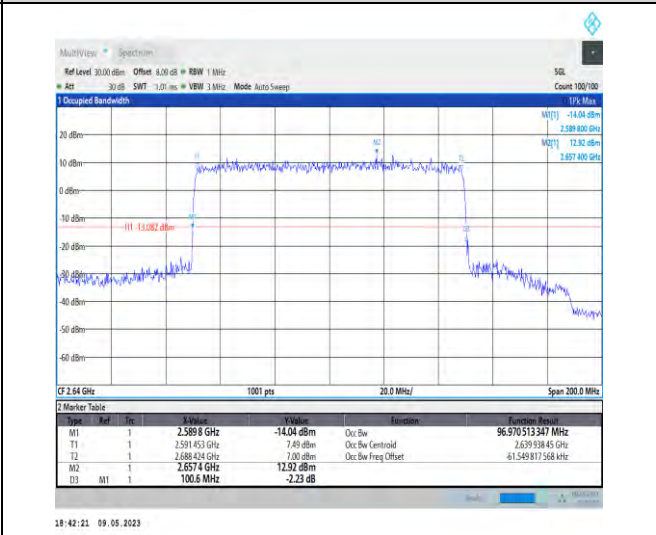 MultiView Spectrum
Ref Level 30.00 dBm Offset 8.00 dB RBW 1 MHz SGL
Att 30 dB SWT 1.01 ms VBW 3 MHz Mode Auto Sweep Count 100/100
1 Occupied Bandwidth 1Pk Max
M1[1] -14.04 dBm
2.589 800 GHz
M2[1] 12.92 dBm
2.657 400 GHz
20 dBm
M2
T1
T2
10 dBm
0 dBm
-10 dBm
M1
H1 -13.082 dBm
D3
-20 dBm
-30 dBm
-40 dBm
-50 dBm
-60 dBm
CF 2.64 GHz 1001 pts 20.0 MHz/ Span 200.0 MHz
2 Marker Table
Type Ref Trc X-Value Y-Value Function Function Result
M1 1 2.5898 GHz -14.04 dBm Occ Bw 96.970513347 MHz
T1 1 2.591453 GHz 7.49 dBm Occ Bw Centroid 2.63993845 GHz
T2 1 2.688424 GHz 7.00 dBm Occ Bw Freq Offset -61.549817568 kHz
M2 1 2.6574 GHz 12.92 dBm
D3 M1 1 100.6 MHz -2.23 dB
18:42:21 09.05.2023